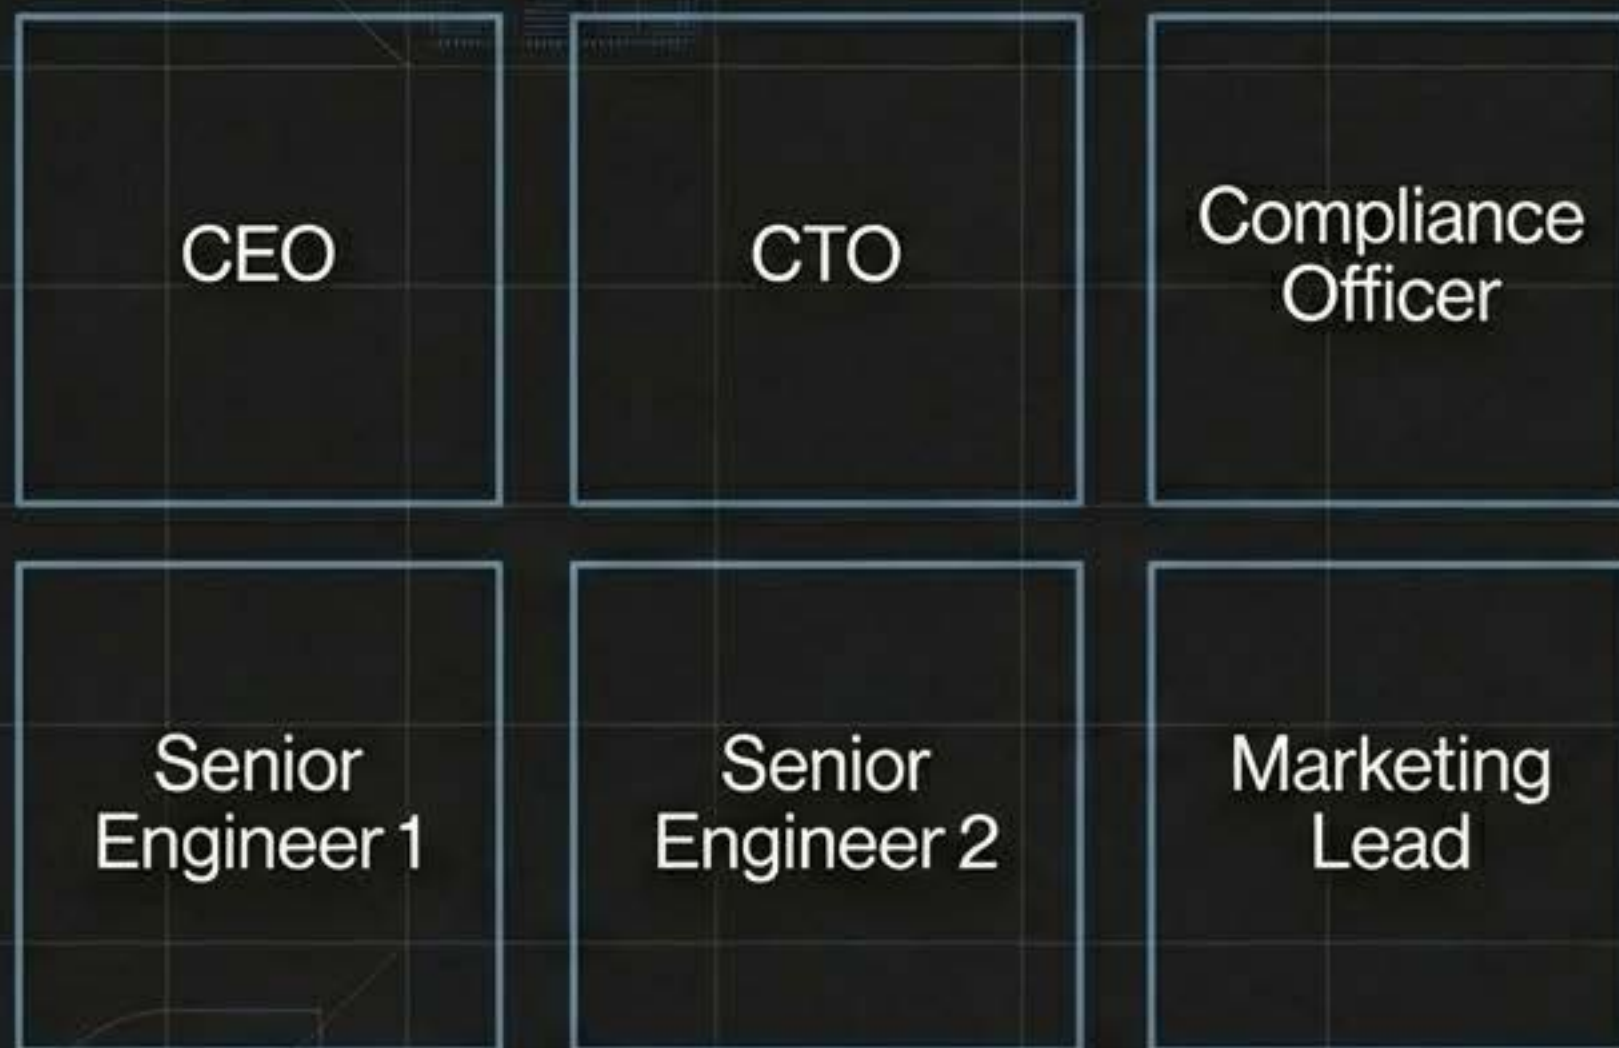 CEO
CTO
Compliance
Officer
Senior
Engineer 1
Senior
Engineer 2
Marketing
Lead